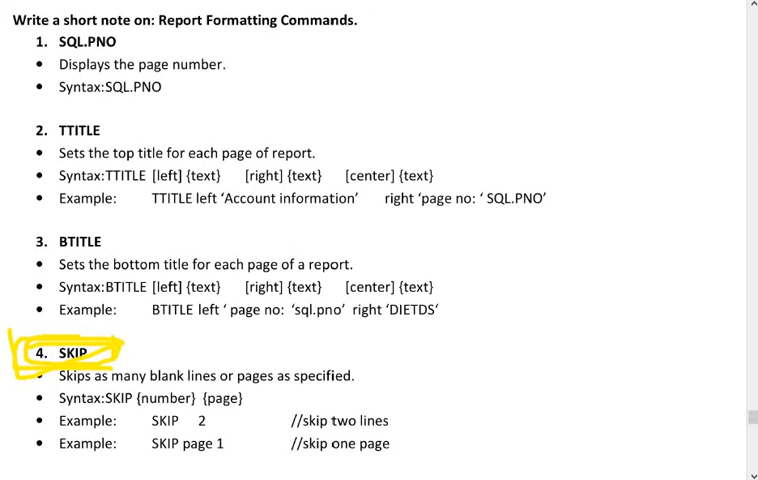 Write a short note on: Report Formatting Commands.
1. SQL.PNO
• Displays the page number.
• Syntax:SQL.PNO
2. TTITLE
• Sets the top title for each page of report.
• Syntax:TTITLE [left] {text} [right] {text} [center] {text}
• Example: TTITLE left ‘Account information’ right ‘page no: ‘ SQL.PNO’
3. BTITLE
• Sets the bottom title for each page of a report.
• Syntax:BTITLE [left] {text} [right] {text} [center] {text}
• Example: BTITLE left ‘ page no: ‘sql.pno’ right ‘DIETDS‘
4. SKIP
• Skips as many blank lines or pages as specified.
• Syntax:SKIP {number} {page}
• Example: SKIP 2 //skip two lines
• Example: SKIP page 1 //skip one page